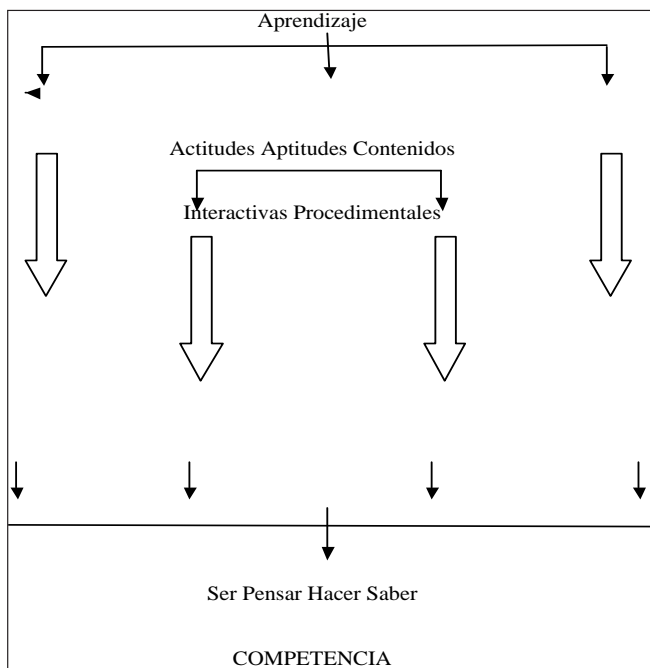 Aprendizaje
Actitudes Aptitudes Contenidos
Interactivas Procedimentales
Ser Pensar Hacer Saber
COMPETENCIA